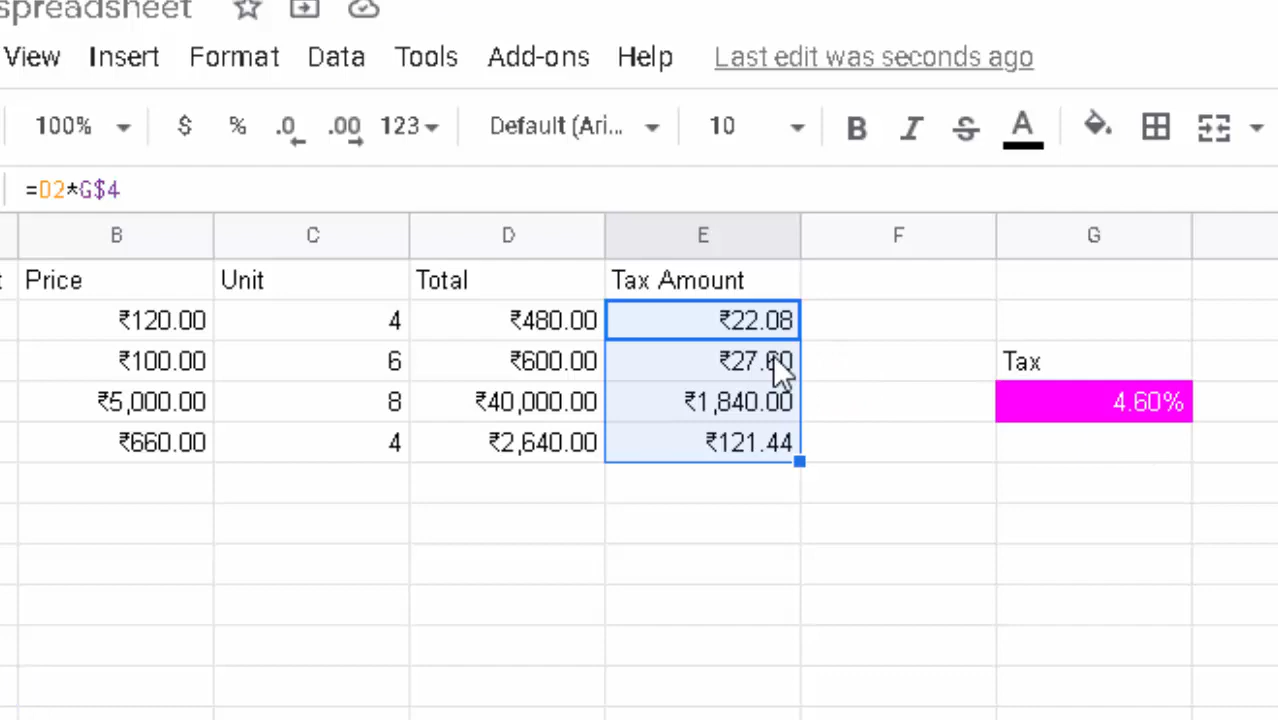 spreadsheet
View Insert Format Data Tools Add-ons Help Last edit was seconds ago
100% $ % .0 .00 123 Default (Ari... 10 B I S A
=D2*G$4
B C D E F G
t Price Unit Total Tax Amount
₹120.00 4 ₹480.00 ₹22.08
₹100.00 6 ₹600.00 ₹27.60 Tax
₹5,000.00 8 ₹40,000.00 ₹1,840.00 4.60%
₹660.00 4 ₹2,640.00 ₹121.44